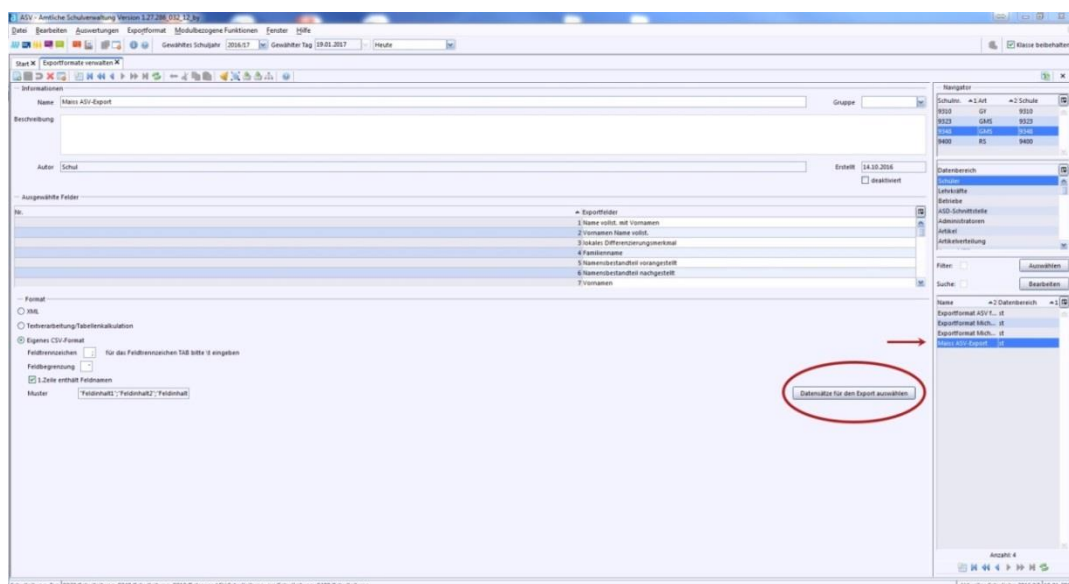 ASV - Amtliche Schulverwaltung Version 1.27.286_032_12_by
Datei Bearbeiten Auswertungen Exportformat Modulbezogene Funktionen Fenster Hilfe
Gewähltes Schuljahr 2016/17 Gewählter Tag 19.01.2017 Heute Klasse beibehalten
Start X Exportformate verwalten X
Informationen
Name Maiss ASV-Export Gruppe
Beschreibung
Autor Schul Erstellt 14.10.2016
deaktiviert
Ausgewählte Felder
Nr. Exportfelder
1 Name vollst. mit Vornamen
2 Vornamen Name vollst.
3 lokales Differenzierungsmerkmal
4 Familienname
5 Namensbestandteil vorangestellt
6 Namensbestandteil nachgestellt
7 Vornamen
Format
XML
Textverarbeitung/Tabellenkalkulation
Eigenes CSV-Format
Feldtrennzeichen ; für das Feldtrennzeichen TAB bitte \t eingeben
Feldbegrenzung "
1.Zeile enthält Feldnamen
Muster "Feldinhalt1";"Feldinhalt2";"Feldinhalt
Datensätze für den Export auswählen
Navigator
Schulnr. 1 Art 2 Schule
9310 GY 9310
9323 GMS 9323
9346 GMS 9346
9400 RS 9400
Datenbereich
Schüler
Lehrkräfte
Betriebe
ASD-Schnittstelle
Administratoren
Artikel
Artikelverteilung
Filter: Auswählen
Suche: Bearbeiten
Name 2 Datenbereich 1
Exportformat ASV f... st
Exportformat Mich... st
Exportformat Mich... st
Maiss ASV-Export st
Anzahl: 4